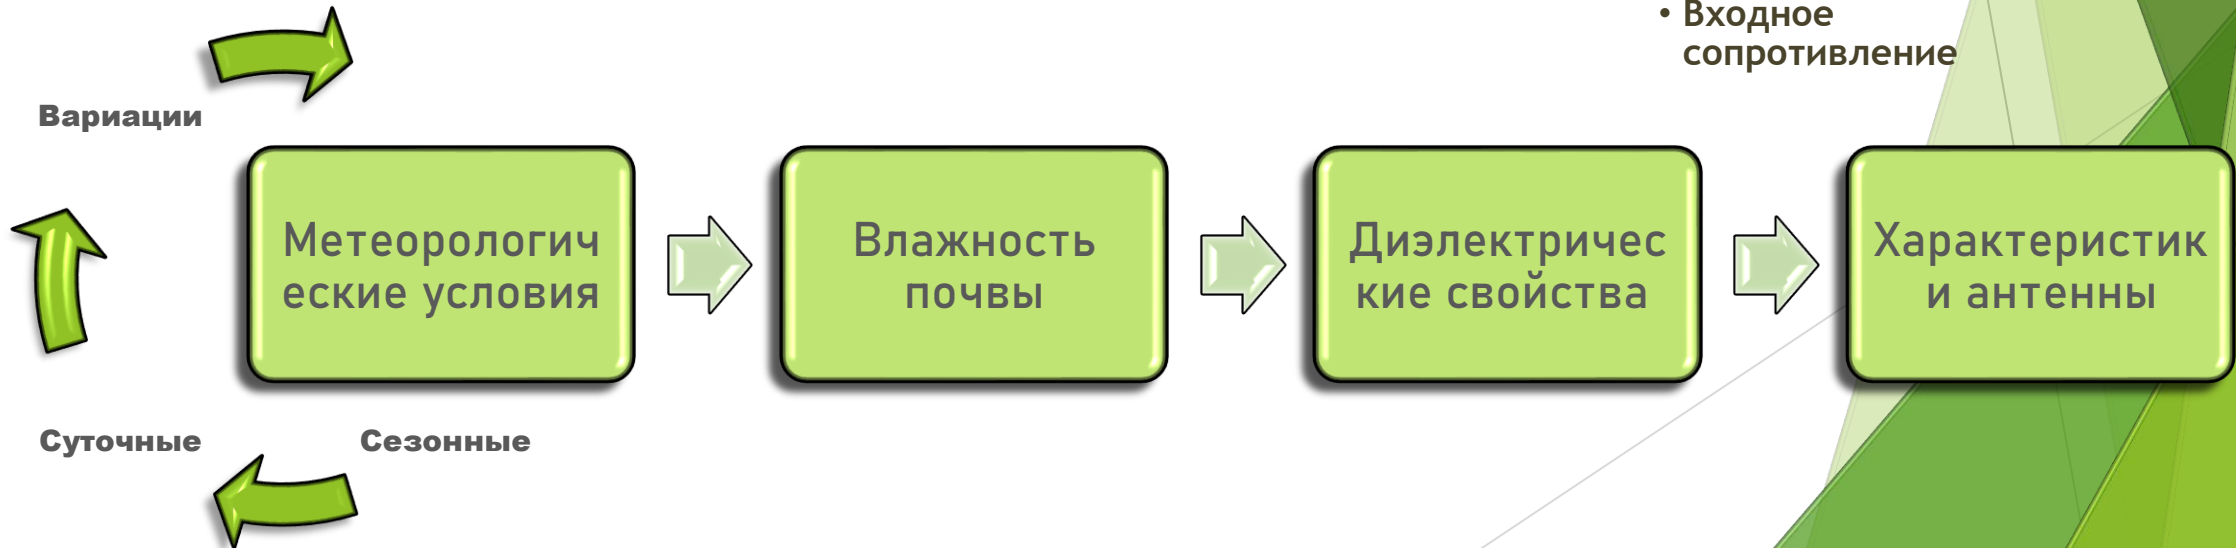 • Входное
сопротивление
Вариации
Метеорологич
еские условия
Влажность
почвы
Диэлектричес
кие свойства
Характеристик
и антенны
Суточные
Сезонные